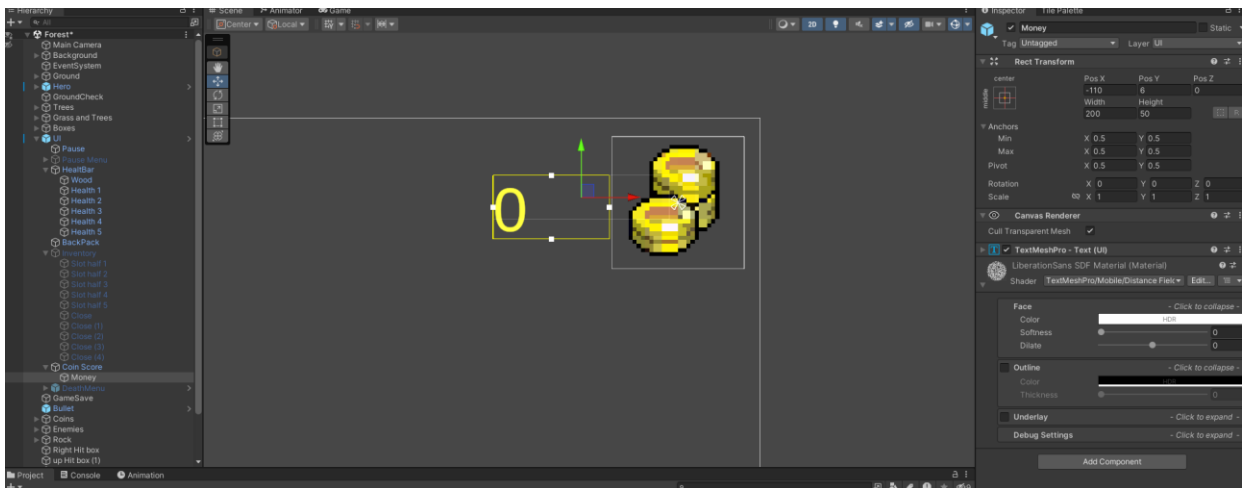 Hierarchy
All
Forest*
Main Camera
Background
EventSystem
Ground
Hero
GroundCheck
Trees
Grass and Trees
Boxes
UI
Pause
Pause Menu
HealtBar
Wood
Health 1
Health 2
Health 3
Health 4
Health 5
BackPack
Inventory
Slot half 1
Slot half 2
Slot half 3
Slot half 4
Slot half 5
Close
Close (1)
Close (2)
Close (3)
Close (4)
Coin Score
Money
DeathMenu
GameSave
Bullet
Coins
Enemies
Rock
Right Hit box
up Hit box (1)
Scene Animator Game
Center Local
2D
0
Project Console Animation
Inspector Tile Palette
Money Static
Tag Untagged Layer UI
Rect Transform
center Pos X Pos Y Pos Z
middle -110 6 0
Width Height
200 50
Anchors
Min X 0.5 Y 0.5
Max X 0.5 Y 0.5
Pivot X 0.5 Y 0.5
Rotation X 0 Y 0 Z 0
Scale X 1 Y 1 Z 1
Canvas Renderer
Cull Transparent Mesh
TextMeshPro - Text (UI)
LiberationSans SDF Material (Material)
Shader TextMeshPro/Mobile/Distance Field Edit...
Face - Click to collapse -
Color HDR
Softness 0
Dilate 0
Outline - Click to collapse -
Color HDR
Thickness 0
Underlay - Click to expand -
Debug Settings - Click to expand -
Add Component